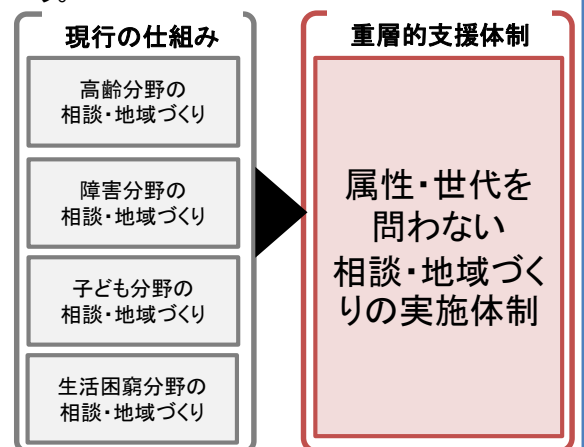 う。
現行の仕組み
高齢分野の
相談・地域づくり
障害分野の
相談・地域づくり
子ども分野の
相談・地域づくり
生活困窮分野の
相談・地域づくり
重層的支援体制
属性・世代を
問わない
相談・地域づく
りの実施体制